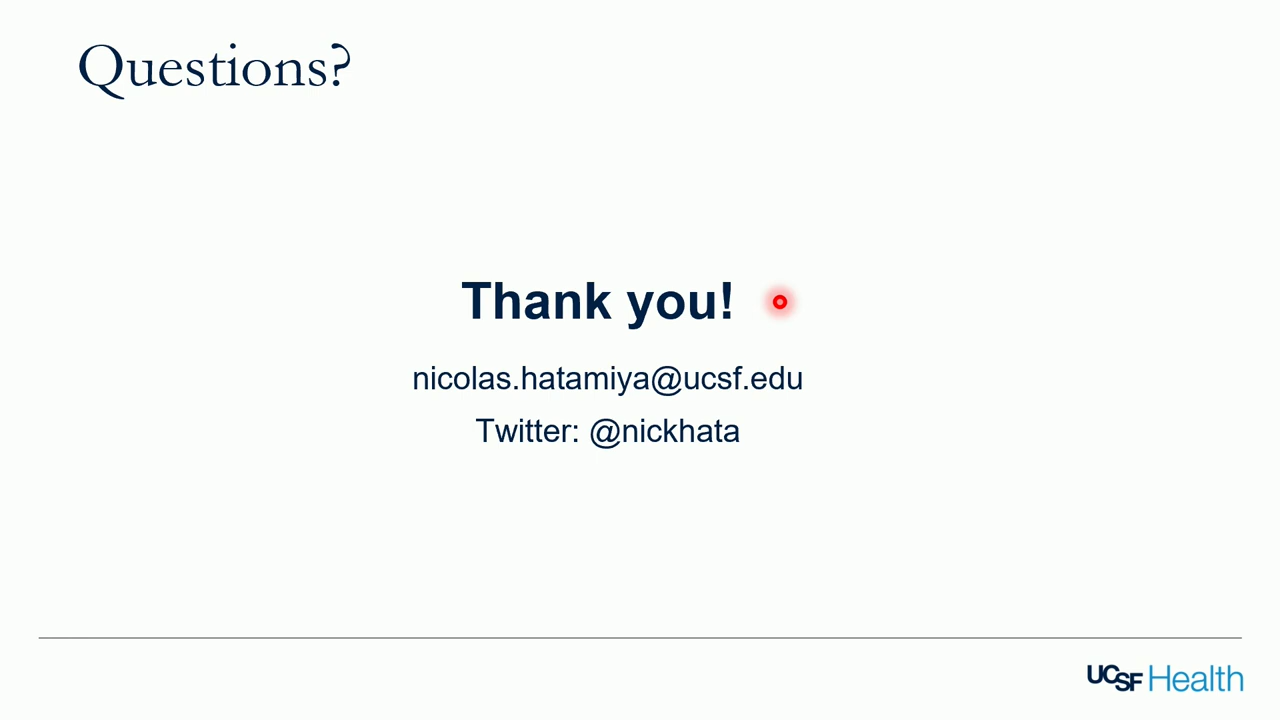 Questions?
Thank you!
nicolas.hatamiya@ucsf.edu
Twitter: @nickhata
UCSF Health